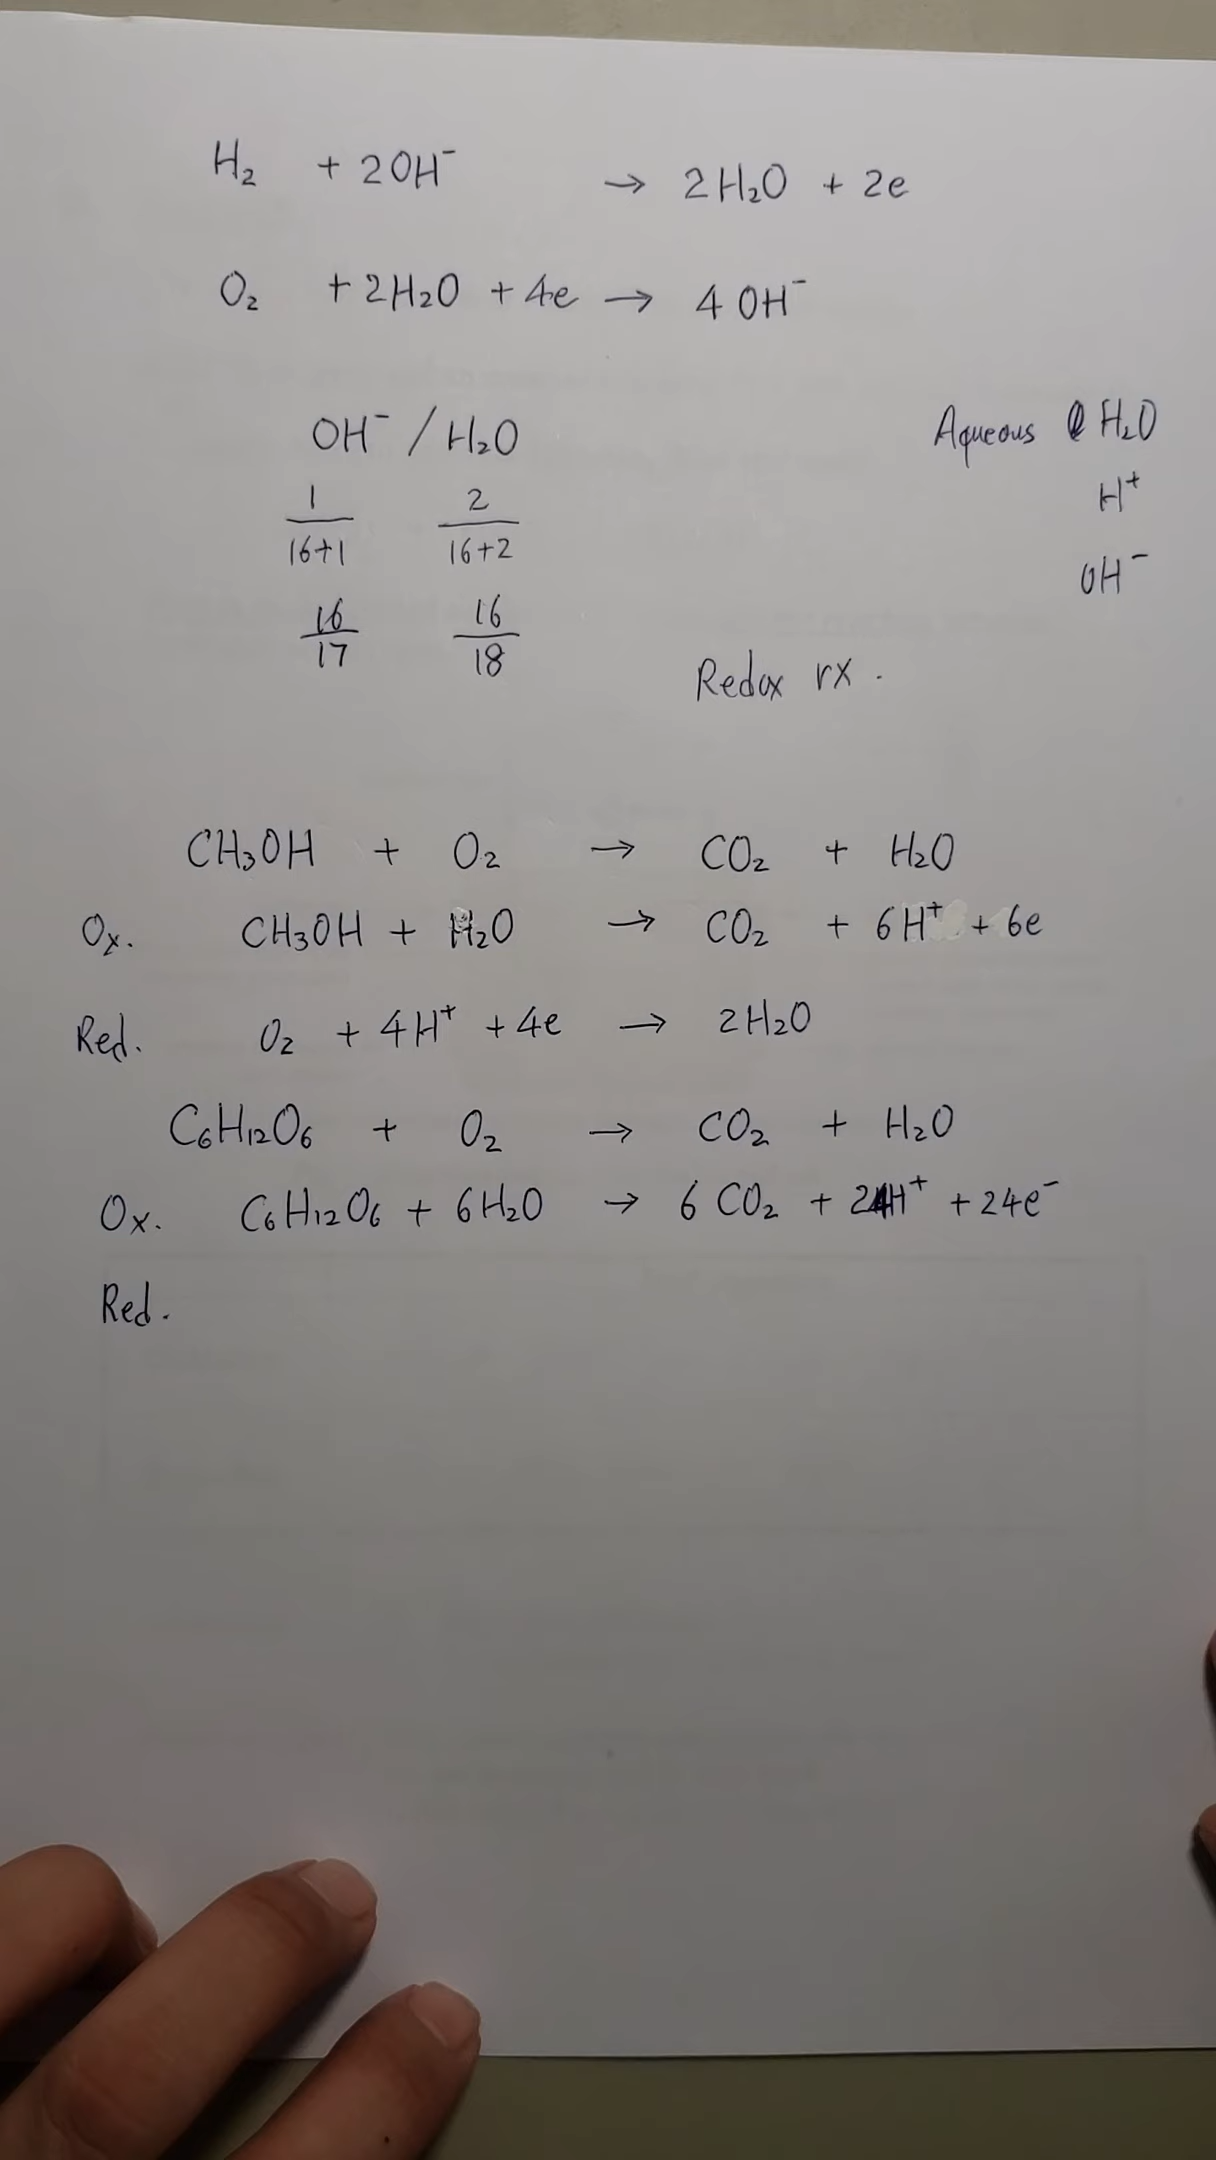 H₂ + 2OH⁻ → 2H₂O + 2e
O₂ + 2H₂O + 4e → 4OH⁻
OH⁻ / H₂O
1/(16+1) 2/(16+2)
16/17 16/18
Aqueous H₂O
H⁺
OH⁻
Redox rx.
CH₃OH + O₂ → CO₂ + H₂O
Ox. CH₃OH + H₂O → CO₂ + 6H⁺ + 6e
Red. O₂ + 4H⁺ + 4e → 2H₂O
C₆H₁₂O₆ + O₂ → CO₂ + H₂O
Ox. C₆H₁₂O₆ + 6H₂O → 6CO₂ + 24H⁺ + 24e⁻
Red.